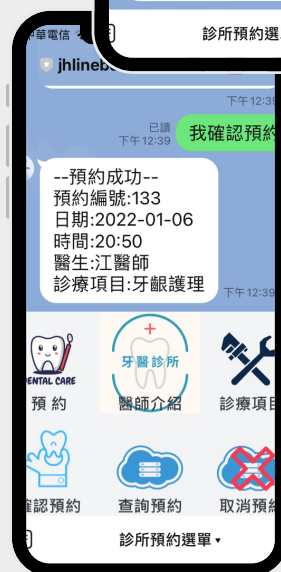 診所預約選
中華電信
jhlineb
下午12:39
已讀
下午12:39
我確認預約
--預約成功--
預約編號:133
日期:2022-01-06
時間:20:50
醫生:江醫師
診療項目:牙齦護理
下午12:39
DENTAL CARE
牙醫診所
預 約
醫師介紹
診療項目
確認預約
查詢預約
取消預約
診所預約選單▾